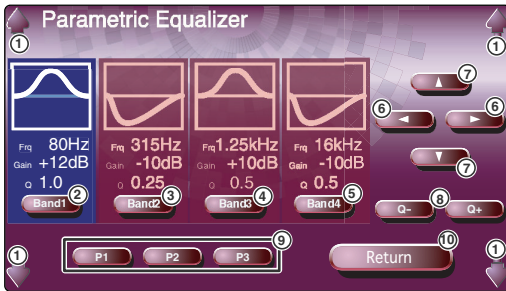 Parametric Equalizer
1 1
7
6 6
7
Frq 80Hz Frq 315Hz Frq 1.25kHz Frq 16kHz
Gain +12dB Gain -10dB Gain +10dB Gain -10dB
Q 1.0 Q 0.25 Q 0.5 Q 0.5
2 3 4 5
Band1 Band2 Band3 Band4
8
Q- Q+
9 10
1 1
P1 P2 P3 Return